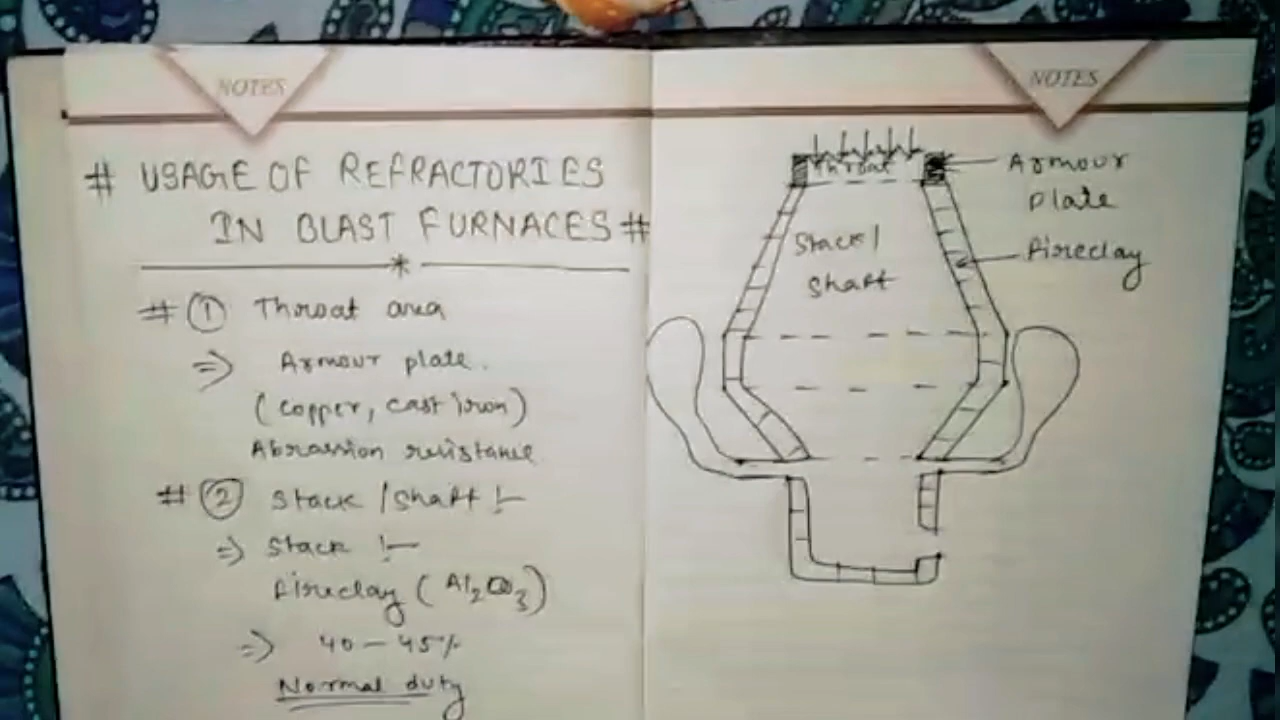 NOTES
# USAGE OF REFRACTORIES
IN BLAST FURNACES #
# ① Throat area
=> Armour plate.
(copper, cast iron)
Abrassion resistance
# ② Stack / Shaft :-
=> Stack :-
fireclay (Al₂O₃)
=> 40 - 45%
Normal duty
NOTES
Throat
Armour
plate
Stack/
Shaft
fireclay